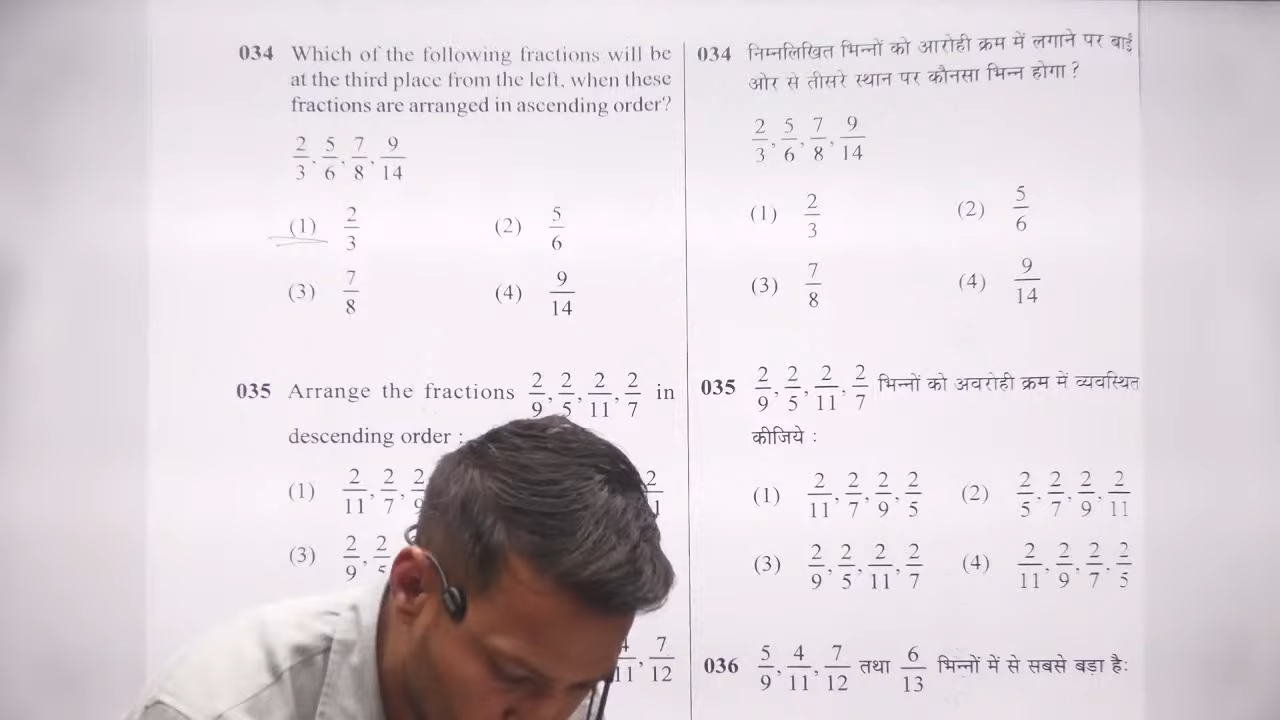 034 Which of the following fractions will be
at the third place from the left, when these
fractions are arranged in ascending order?
2/3, 5/6, 7/8, 9/14
(1) 2/3 (2) 5/6
(3) 7/8 (4) 9/14
035 Arrange the fractions 2/9, 2/5, 2/11, 2/7 in
descending order :
(1) 2/11, 2/7,
(3) 2/9,
7/12
034 निम्नलिखित भिन्नों को आरोही क्रम में लगाने पर बाईं
ओर से तीसरे स्थान पर कौनसा भिन्न होगा ?
2/3, 5/6, 7/8, 9/14
(1) 2/3 (2) 5/6
(3) 7/8 (4) 9/14
035 2/9, 2/5, 2/11, 2/7 भिन्नों को अवरोही क्रम में व्यवस्थित
कीजिये :
(1) 2/11, 2/7, 2/9, 2/5 (2) 2/5, 2/7, 2/9, 2/11
(3) 2/9, 2/5, 2/11, 2/7 (4) 2/11, 2/9, 2/7, 2/5
036 5/9, 4/11, 7/12 तथा 6/13 भिन्नों में से सबसे बड़ा है: